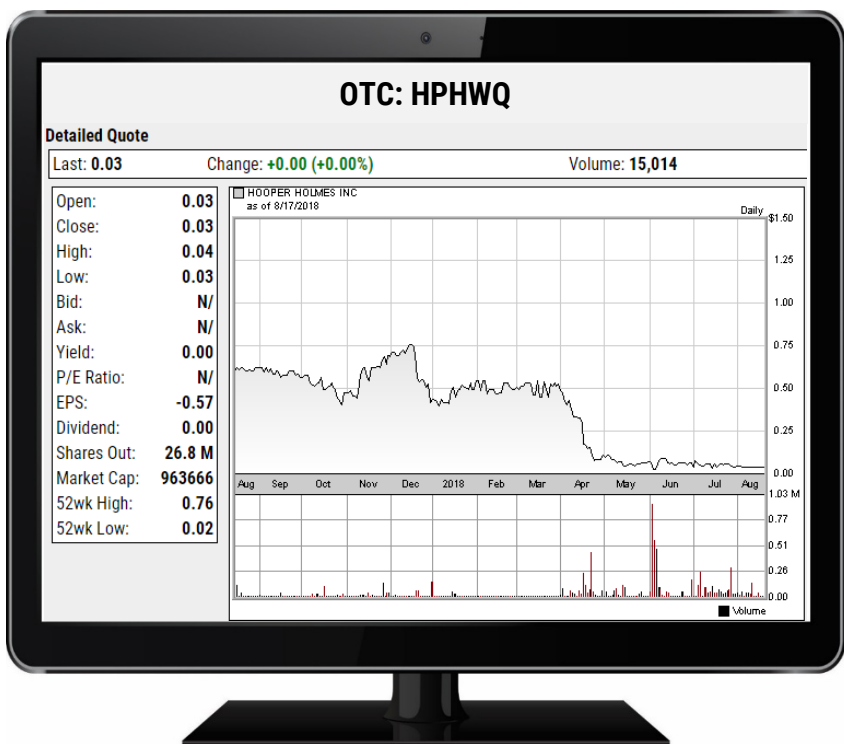 OTC: HPHWQ
Detailed Quote
Last: 0.03 Change: +0.00 (+0.00%) Volume: 15,014
Open: 0.03
Close: 0.03
High: 0.04
Low: 0.03
Bid: N/
Ask: N/
Yield: 0.00
P/E Ratio: N/
EPS: -0.57
Dividend: 0.00
Shares Out: 26.8 M
Market Cap: 963666
52wk High: 0.76
52wk Low: 0.02
HOOPER HOLMES INC
as of 8/17/2018
Daily
$1.50
1.25
1.00
0.75
0.50
0.25
0.00
Aug Sep Oct Nov Dec 2018 Feb Mar Apr May Jun Jul Aug
1.03 M
0.77
0.51
0.26
0.00
Volume